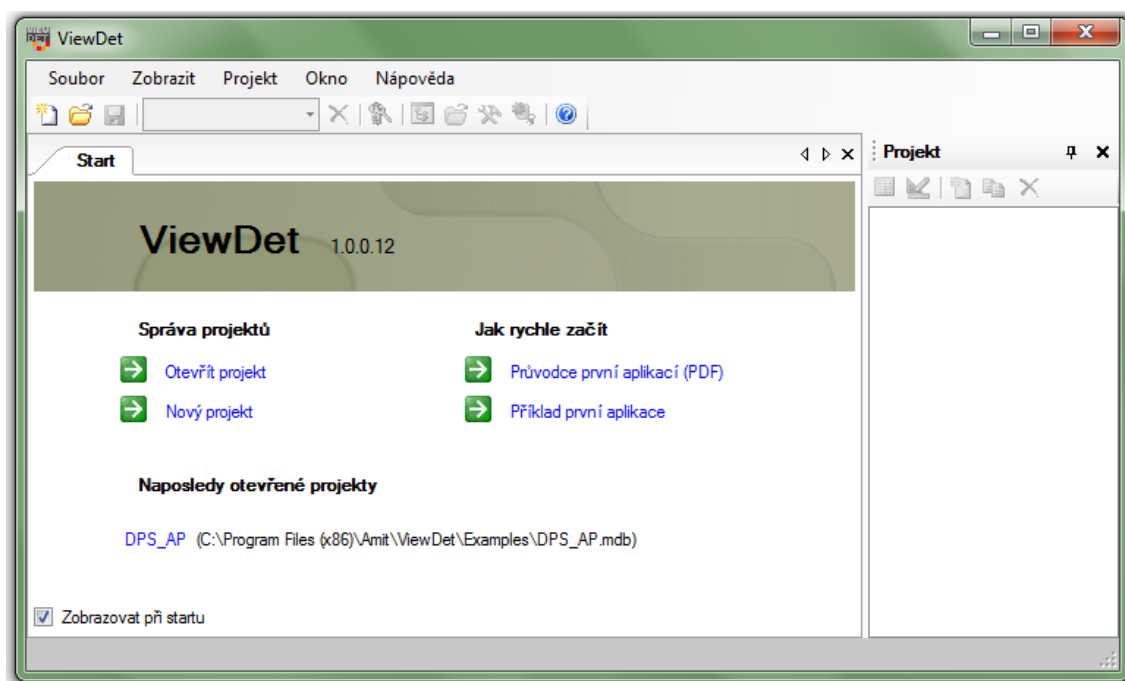 ViewDet
Soubor Zobrazit Projekt Okno Nápověda
Start
Projekt
ViewDet 1.0.0.12
Správa projektů
Jak rychle začít
Otevřít projekt
Průvodce první aplikací (PDF)
Nový projekt
Příklad první aplikace
Naposledy otevřené projekty
DPS_AP (C:\Program Files (x86)\Amit\ViewDet\Examples\DPS_AP.mdb)
Zobrazovat při startu